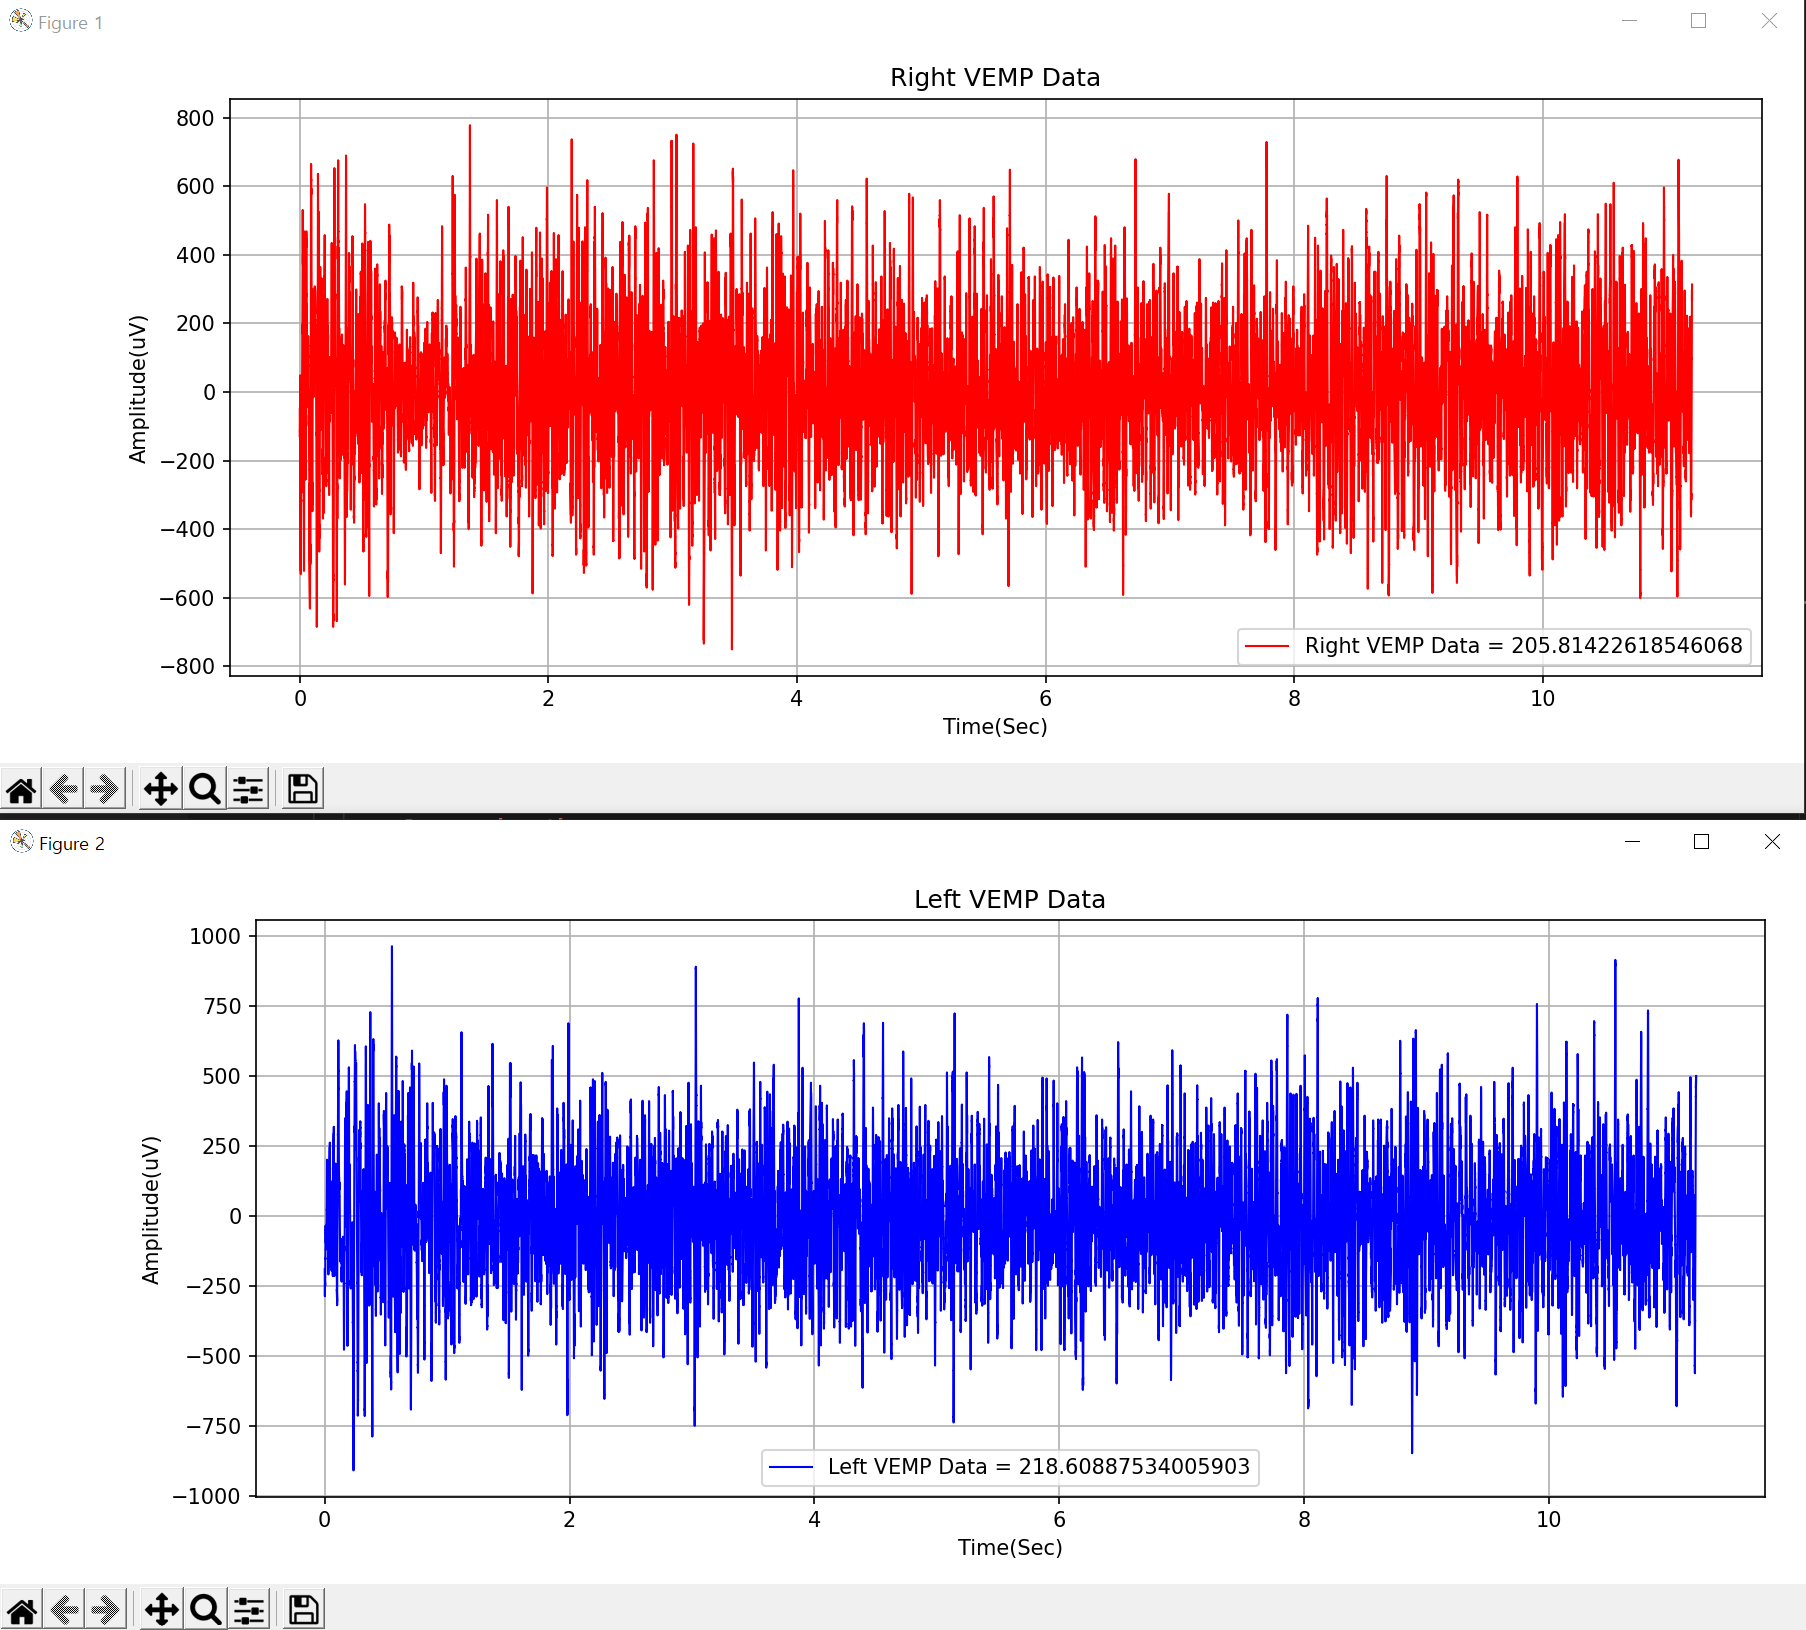 Figure 1
Right VEMP Data
800
600
400
200
0
−200
−400
−600
−800
Amplitude(uV)
Right VEMP Data = 205.81422618546068
0 2 4 6 8 10
Time(Sec)
Figure 2
Left VEMP Data
1000
750
500
250
0
−250
−500
−750
−1000
Amplitude(uV)
Left VEMP Data = 218.60887534005903
0 2 4 6 8 10
Time(Sec)